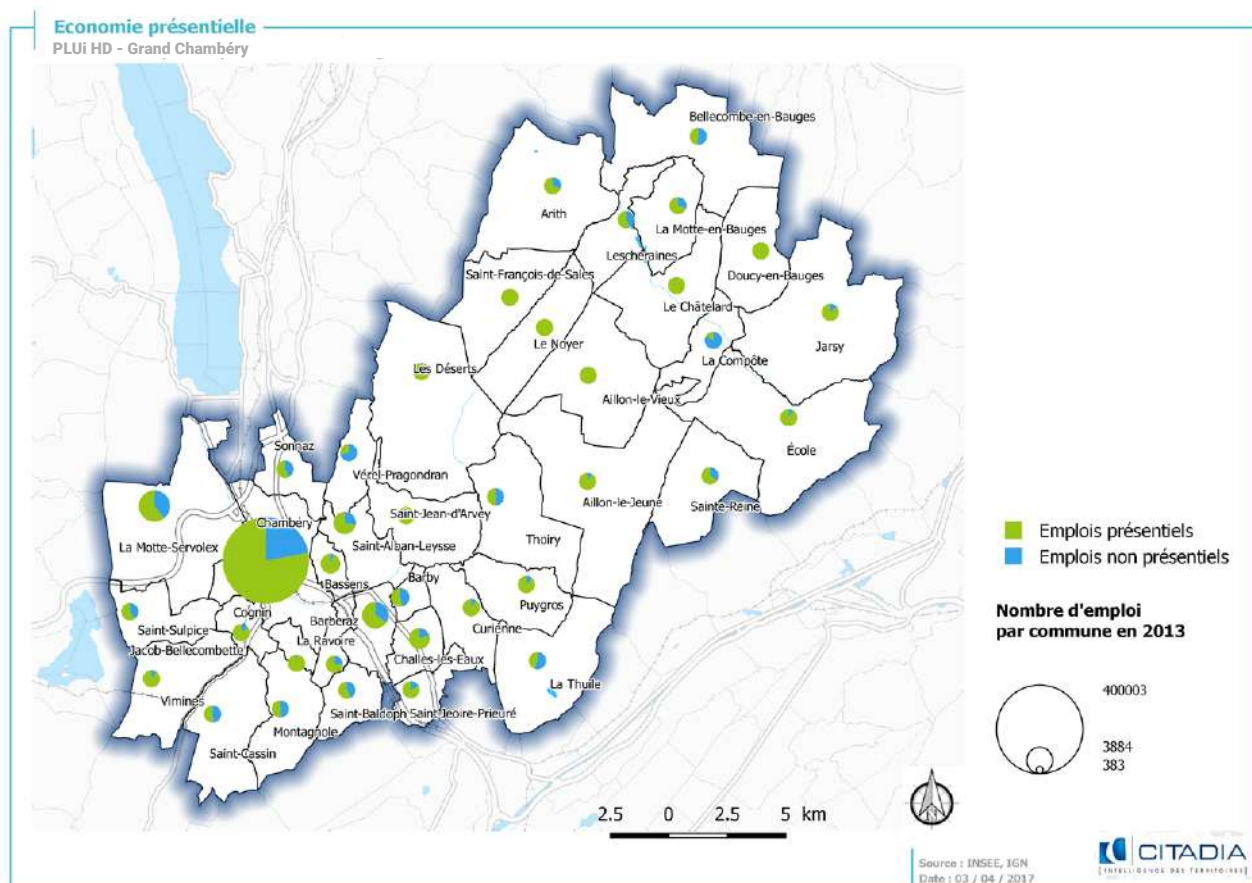 Economie présentielle
PLUi HD - Grand Chambéry
Bellecombe-en-Bauges
Arith
La Motte-en-Bauges
Lescheraines
Doucy-en-Bauges
Saint-François-de-Sales
Le Châtelard
Le Noyer
Jarsy
La Compôte
Les Déserts
Aillon-le-Vieux
École
Sonnaz
Vérel-Pragondran
Aillon-le-Jeune
Sainte-Reine
Saint-Jean-d'Arvey
Chambéry
Thoiry
La Motte-Servolex
Saint-Alban-Leysse
Bassens
Barby
Puygros
Cognin
Barberaz
Curienne
Saint-Sulpice
La Ravoire
Jacob-Bellecombette
Challes-les-Eaux
La Thuile
Vimines
Saint-Baldoph
Saint-Jeoire-Prieuré
Montagnole
Saint-Cassin
Emplois présentiels
Emplois non présentiels
Nombre d'emploi
par commune en 2013
400003
3884
383
2.5 0 2.5 5 km
N
Source : INSEE, IGN
Date : 03 / 04 / 2017
CITADIA
INTELLIGENCE DES TERRITOIRES